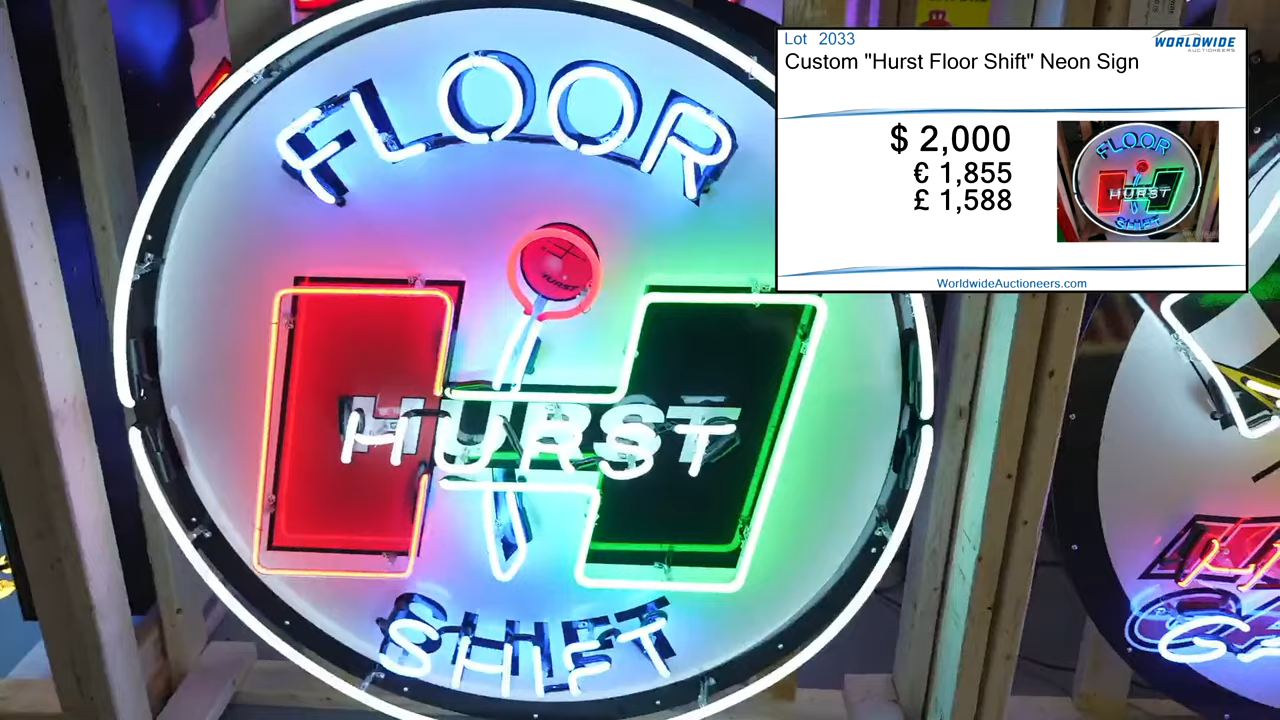 Lot 2033
WORLDWIDE
AUCTIONEERS
Custom "Hurst Floor Shift" Neon Sign
$ 2,000
€ 1,855
£ 1,588
FLOOR
HURST
SHIFT
WorldwideAuctioneers.com
FLOOR
HURST
HURST
SHIFT